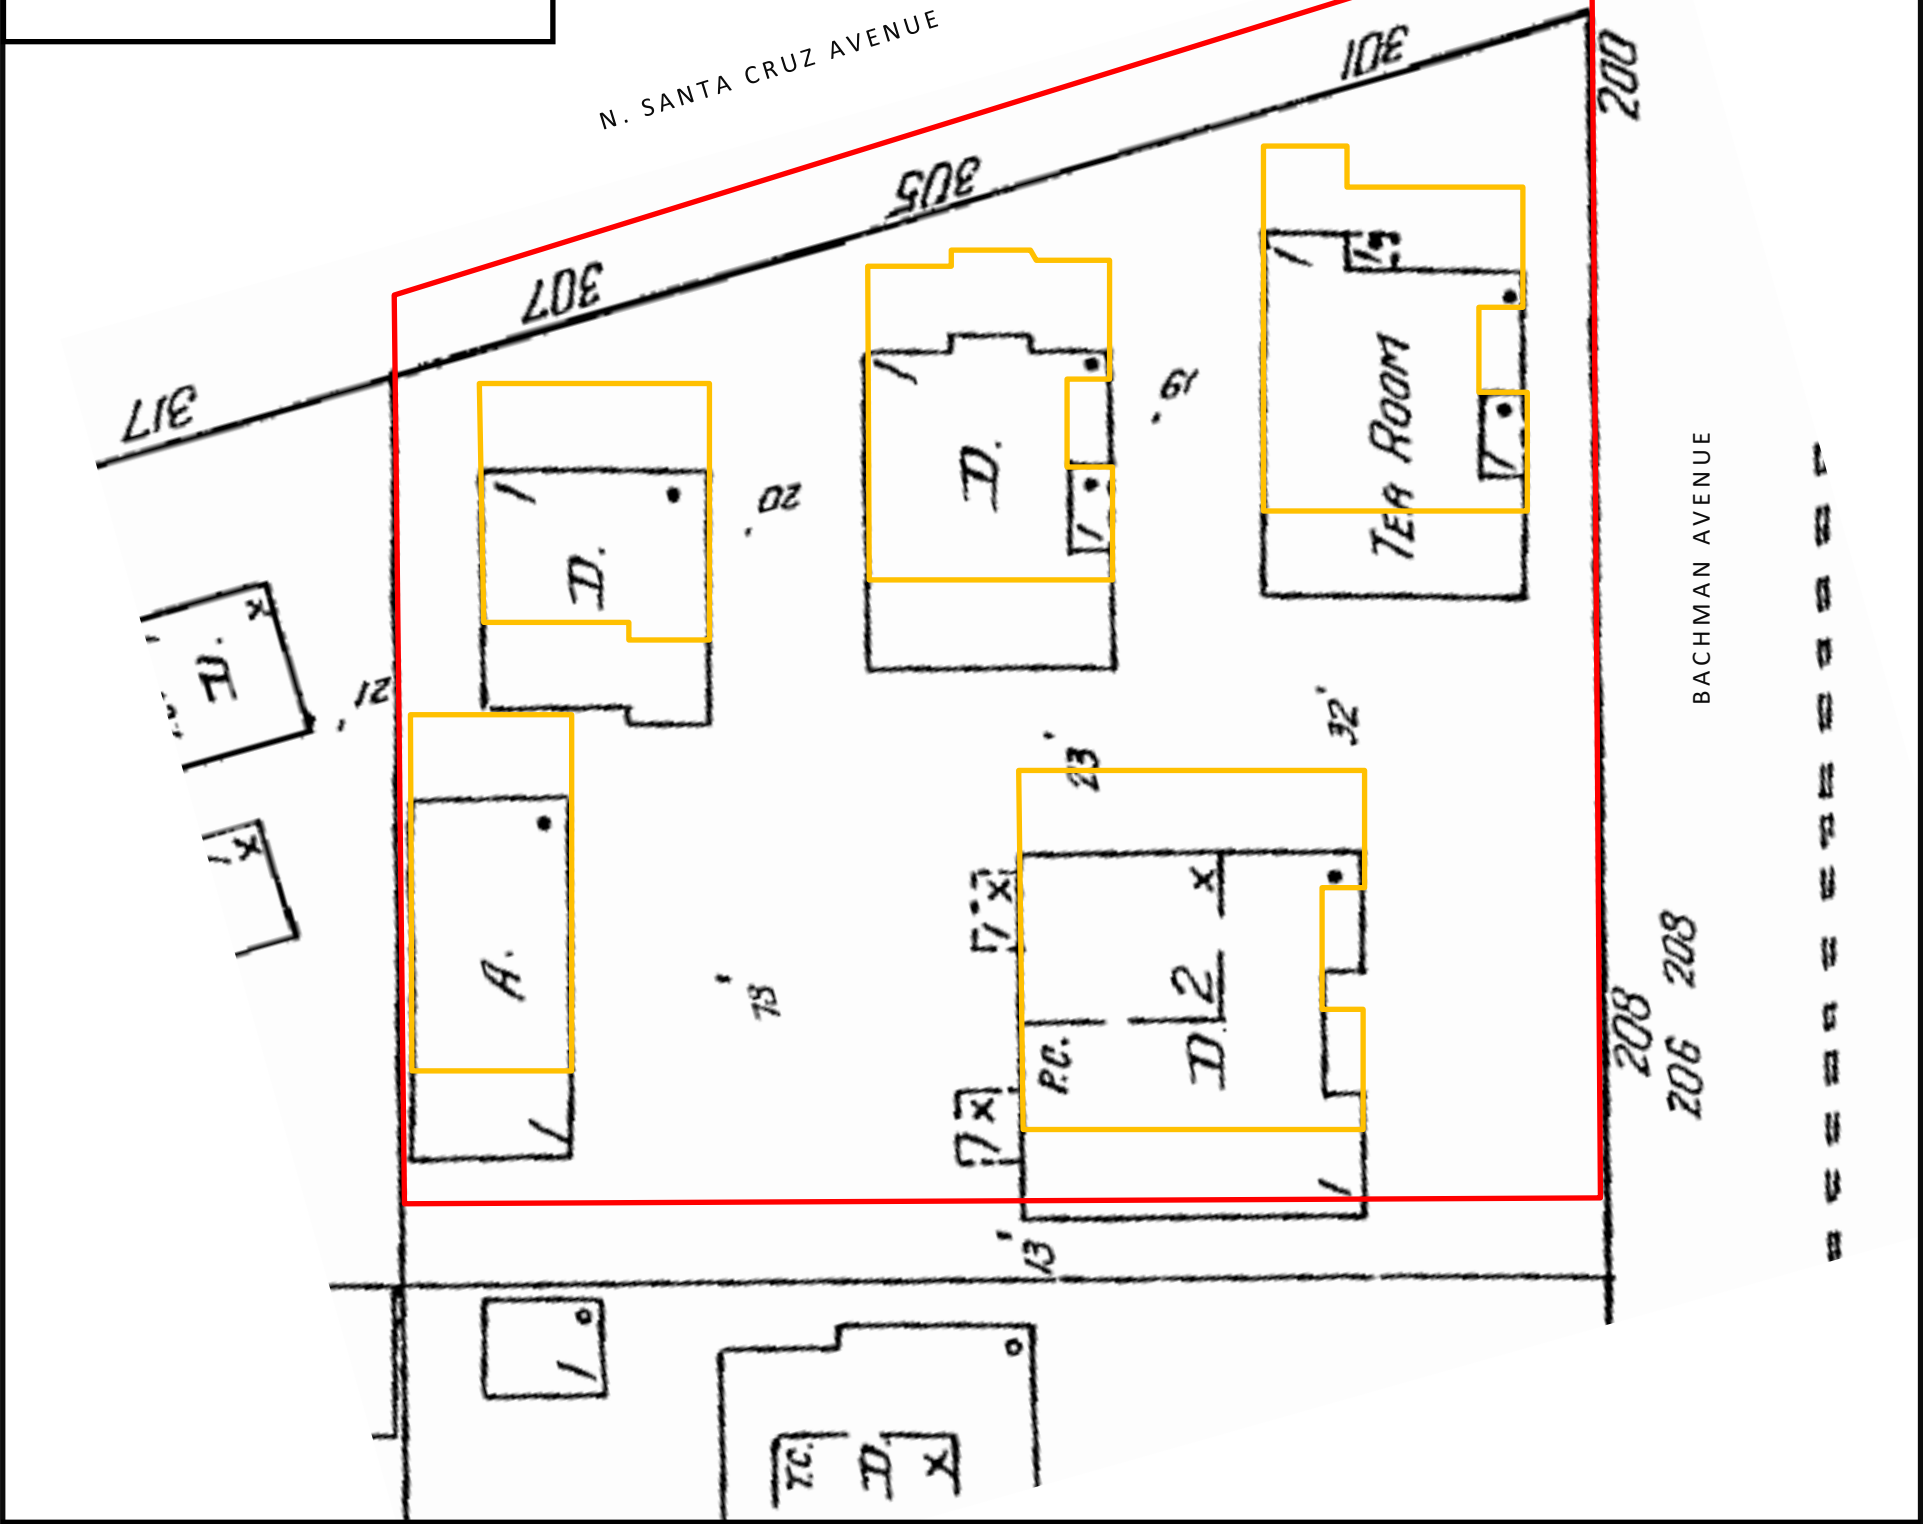 N. SANTA CRUZ AVENUE
301
200
305
307
317
19
20
TEA ROOM
D.
D.
D.
21
BACHMAN AVENUE
32'
23'
X
X
X
2
A.
18'
D.
P.C.
X
X
208
208
206
13'
T.C.
D.
X